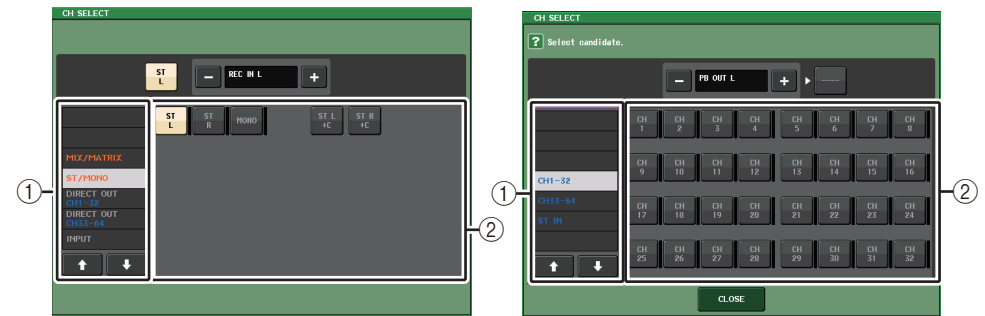 CH SELECT
ST
L
−
REC IN L
+
MIX/MATRIX
ST/MONO
DIRECT OUT
CH1-32
DIRECT OUT
CH33-64
INPUT
ST
L
ST
R
MONO
ST L
+C
ST R
+C
①
②
CH SELECT
? Select candidate.
−
PB OUT L
+
----
CH1-32
CH33-64
ST IN
CH
1
CH
2
CH
3
CH
4
CH
5
CH
6
CH
7
CH
8
CH
9
CH
10
CH
11
CH
12
CH
13
CH
14
CH
15
CH
16
CH
17
CH
18
CH
19
CH
20
CH
21
CH
22
CH
23
CH
24
CH
25
CH
26
CH
27
CH
28
CH
29
CH
30
CH
31
CH
32
①
②
CLOSE